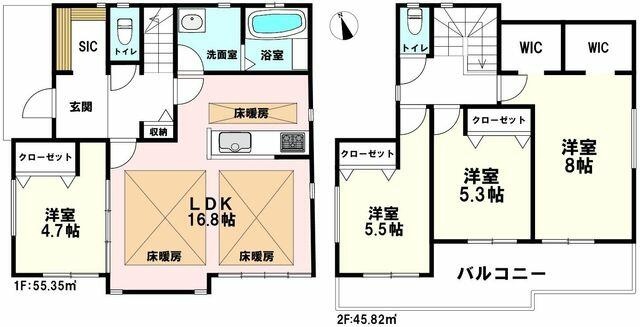 SIC
トイレ
洗面室
浴室
玄関
収納
床暖房
クローゼット
洋室
4.7帖
LDK
16.8帖
床暖房
床暖房
1F:55.35㎡
トイレ
WIC
WIC
クローゼット
クローゼット
洋室
5.5帖
洋室
5.3帖
洋室
8帖
バルコニー
2F:45.82㎡